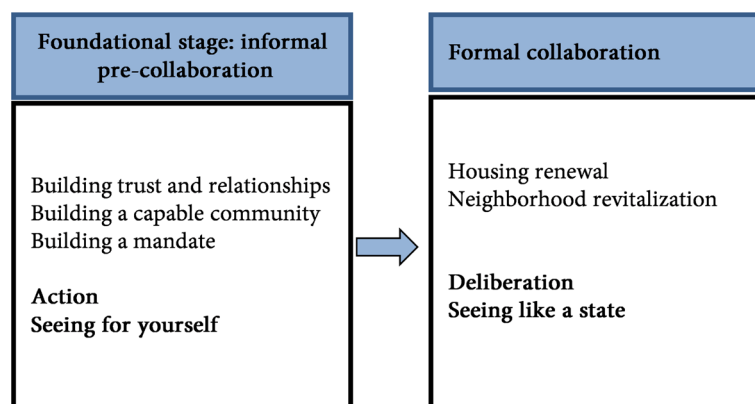 Foundational stage: informal
pre-collaboration
Building trust and relationships
Building a capable community
Building a mandate
Action
Seeing for yourself
Formal collaboration
Housing renewal
Neighborhood revitalization
Deliberation
Seeing like a state